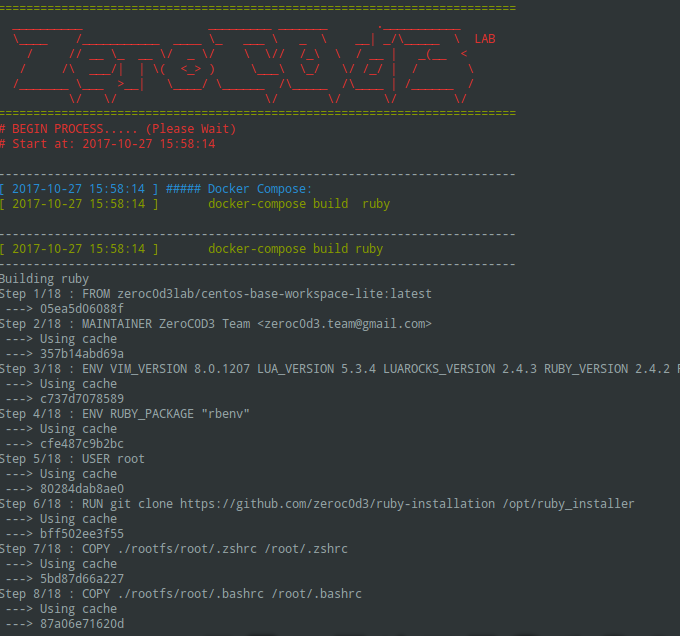 LAB
# BEGIN PROCESS..... (Please Wait)
# Start at: 2017-10-27 15:58:14
--------------------------------------------------------------------------
[ 2017-10-27 15:58:14 ] ##### Docker Compose:
[ 2017-10-27 15:58:14 ]       docker-compose build  ruby
--------------------------------------------------------------------------
[ 2017-10-27 15:58:14 ]       docker-compose build ruby
--------------------------------------------------------------------------
Building ruby
Step 1/18 : FROM zeroc0d3lab/centos-base-workspace-lite:latest
 ---> 05ea5d06088f
Step 2/18 : MAINTAINER ZeroC0D3 Team <zeroc0d3.team@gmail.com>
 ---> Using cache
 ---> 357b14abd69a
Step 3/18 : ENV VIM_VERSION 8.0.1207 LUA_VERSION 5.3.4 LUAROCKS_VERSION 2.4.3 RUBY_VERSION 2.4.2
 ---> Using cache
 ---> c737d7078589
Step 4/18 : ENV RUBY_PACKAGE "rbenv"
 ---> Using cache
 ---> cfe487c9b2bc
Step 5/18 : USER root
 ---> Using cache
 ---> 80284dab8ae0
Step 6/18 : RUN git clone https://github.com/zeroc0d3/ruby-installation /opt/ruby_installer
 ---> Using cache
 ---> bff502ee3f55
Step 7/18 : COPY ./rootfs/root/.zshrc /root/.zshrc
 ---> Using cache
 ---> 5bd87d66a227
Step 8/18 : COPY ./rootfs/root/.bashrc /root/.bashrc
 ---> Using cache
 ---> 87a06e71620d